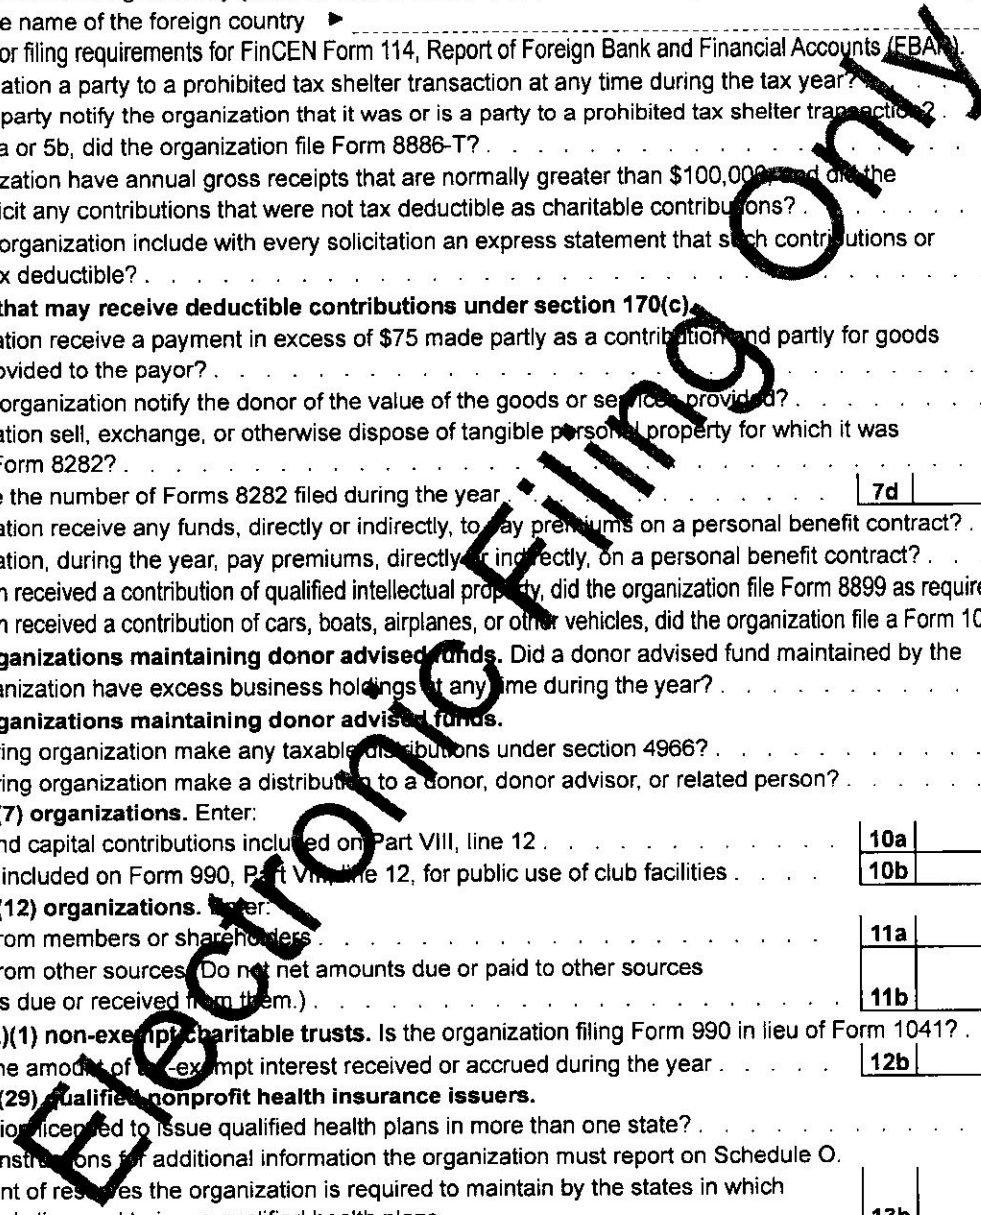 e name of the foreign country ▶
or filing requirements for FinCEN Form 114, Report of Foreign Bank and Financial Accounts (FBAR).
ation a party to a prohibited tax shelter transaction at any time during the tax year?
party notify the organization that it was or is a party to a prohibited tax shelter transaction?
a or 5b, did the organization file Form 8886-T?
zation have annual gross receipts that are normally greater than $100,000, and did the
icit any contributions that were not tax deductible as charitable contributions?
organization include with every solicitation an express statement that such contributions or
x deductible?
that may receive deductible contributions under section 170(c).
ation receive a payment in excess of $75 made partly as a contribution and partly for goods
ovided to the payor?
organization notify the donor of the value of the goods or services provided?
ation sell, exchange, or otherwise dispose of tangible personal property for which it was
Form 8282?
e the number of Forms 8282 filed during the year 7d
ation receive any funds, directly or indirectly, to pay premiums on a personal benefit contract?
ation, during the year, pay premiums, directly or indirectly, on a personal benefit contract?
n received a contribution of qualified intellectual property, did the organization file Form 8899 as require
n received a contribution of cars, boats, airplanes, or other vehicles, did the organization file a Form 10
ganizations maintaining donor advised funds. Did a donor advised fund maintained by the
anization have excess business holdings at any time during the year?
ganizations maintaining donor advised funds.
ring organization make any taxable distributions under section 4966?
ring organization make a distribution to a donor, donor advisor, or related person?
(7) organizations. Enter:
nd capital contributions included on Part VIII, line 12 10a
included on Form 990, Part VIII, line 12, for public use of club facilities 10b
(12) organizations. Enter:
rom members or shareholders 11a
rom other sources (Do not net amounts due or paid to other sources
s due or received from them.) 11b
)(1) non-exempt charitable trusts. Is the organization filing Form 990 in lieu of Form 1041?
he amount of tax-exempt interest received or accrued during the year 12b
(29) qualified nonprofit health insurance issuers.
ion licensed to issue qualified health plans in more than one state?
nstructions for additional information the organization must report on Schedule O.
nt of reserves the organization is required to maintain by the states in which
13b
Electronic Filing Only